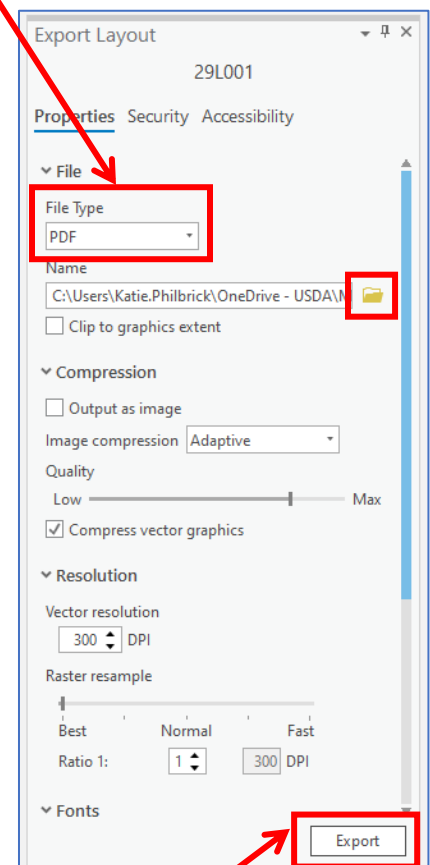 Export Layout
29L001
Properties Security Accessibility
File
File Type
PDF
Name
C:\Users\Katie.Philbrick\OneDrive - USDA\
Clip to graphics extent
Compression
Output as image
Image compression Adaptive
Quality
Low Max
Compress vector graphics
Resolution
Vector resolution
300 DPI
Raster resample
Best Normal Fast
Ratio 1: 1 300 DPI
Fonts
Export